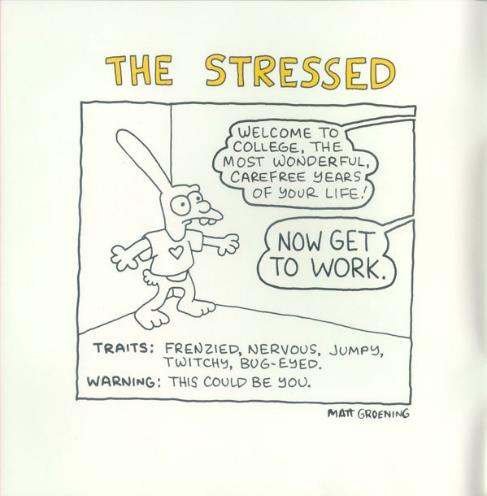 THE STRESSED
WELCOME TO
COLLEGE, THE
MOST WONDERFUL,
CAREFREE YEARS
OF YOUR LIFE!
NOW GET
TO WORK.
TRAITS: FRENZIED, NERVOUS, JUMPY,
TWITCHY, BUG-EYED.
WARNING: THIS COULD BE YOU.
MATT GROENING